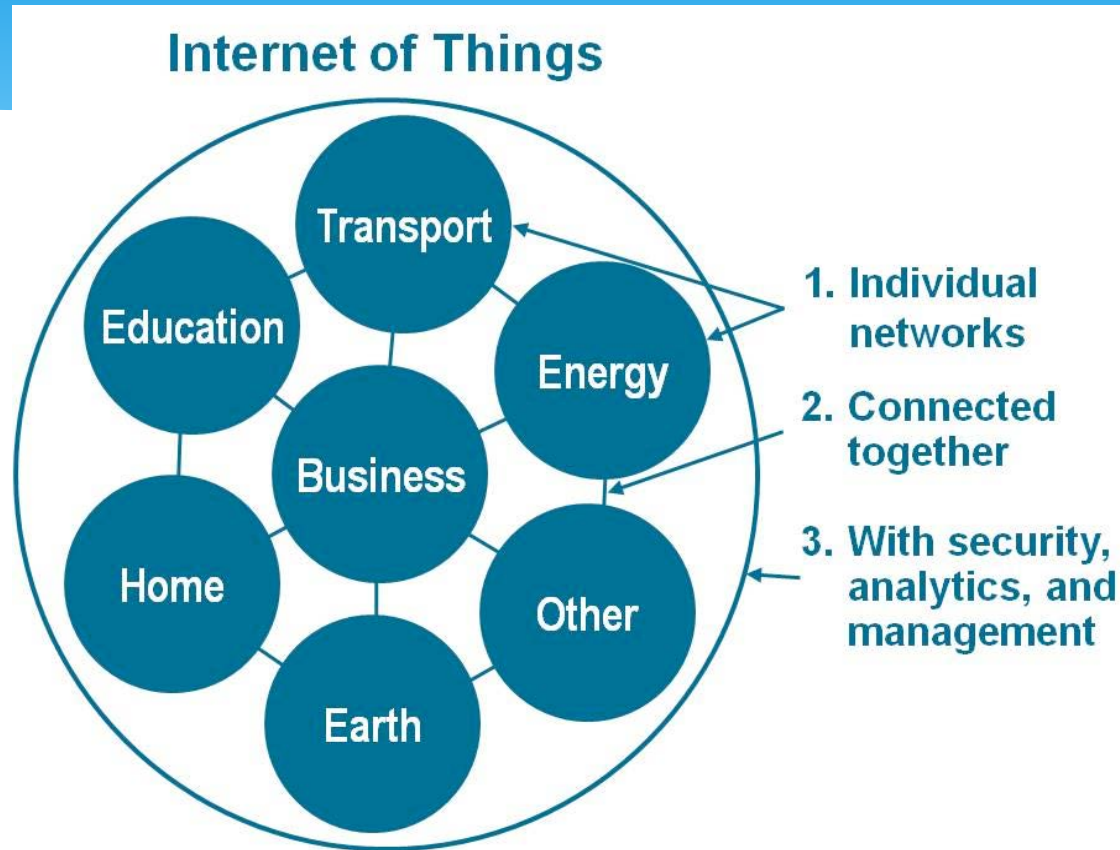 Internet of Things
Transport
Education
Energy
Business
Home
Other
Earth
1. Individual
networks
2. Connected
together
3. With security,
analytics, and
management